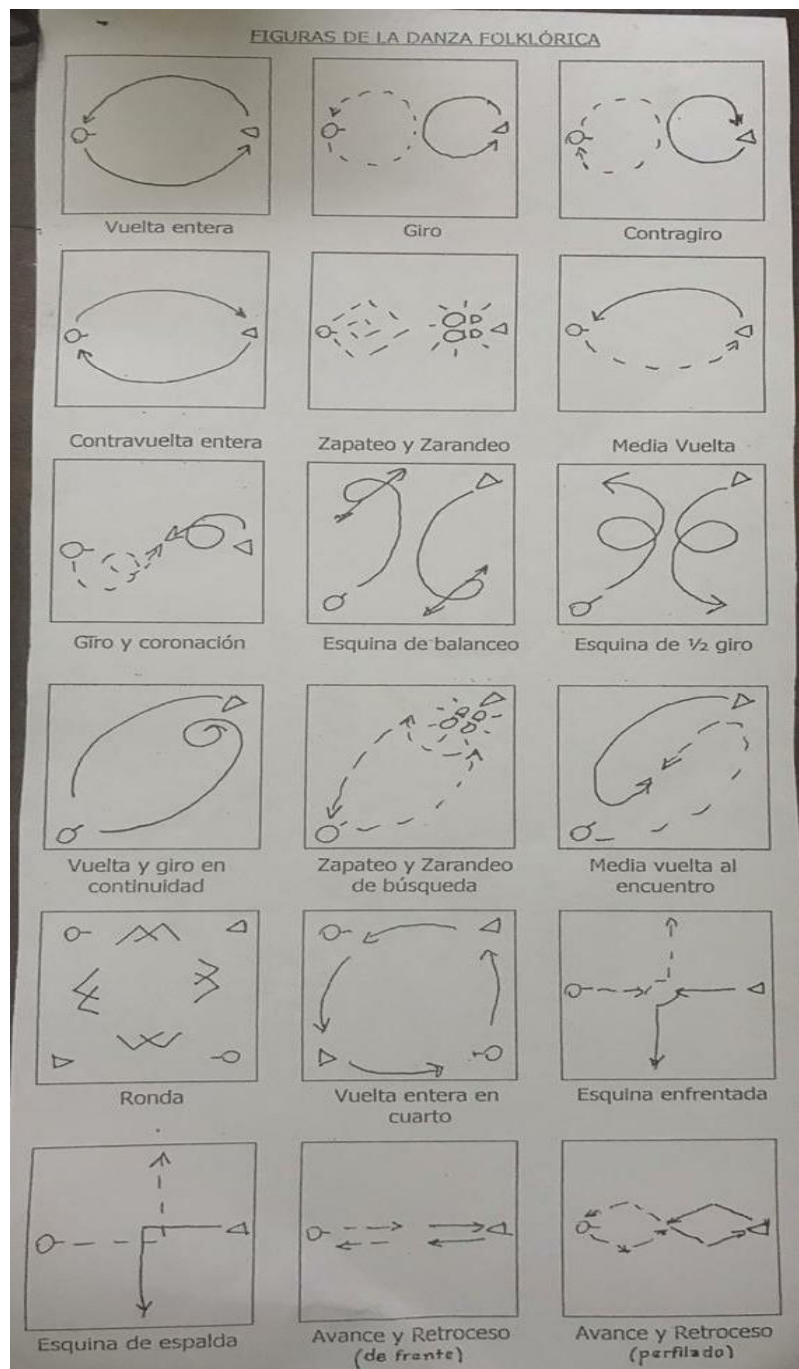 FIGURAS DE LA DANZA FOLKLÓRICA
Vuelta entera
Giro
Contragiro
Contravuelta entera
Zapateo y Zarandeo
Media Vuelta
Giro y coronación
Esquina de balanceo
Esquina de ½ giro
Vuelta y giro en
continuidad
Zapateo y Zarandeo
de búsqueda
Media vuelta al
encuentro
Ronda
Vuelta entera en
cuarto
Esquina enfrentada
Esquina de espalda
Avance y Retroceso
(de frente)
Avance y Retroceso
(perfilado)